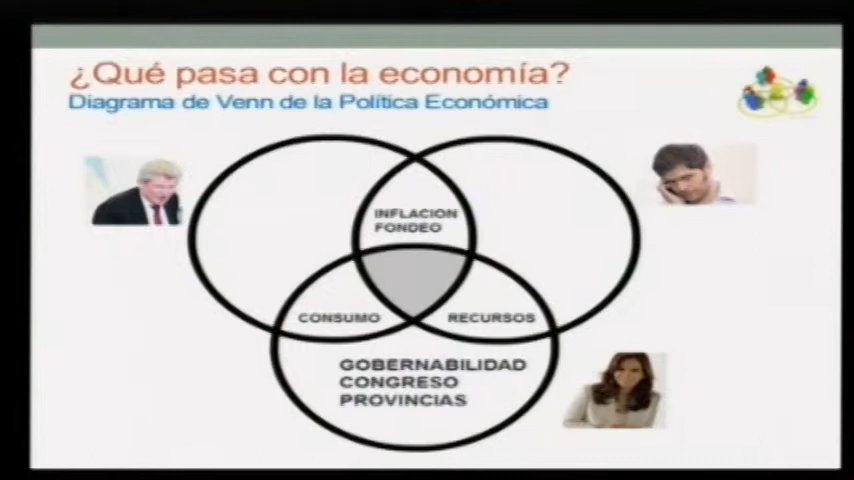 ¿Qué pasa con la economía?
Diagrama de Venn de la Política Económica
INFLACION
FONDEO
CONSUMO
RECURSOS
GOBERNABILIDAD
CONGRESO
PROVINCIAS